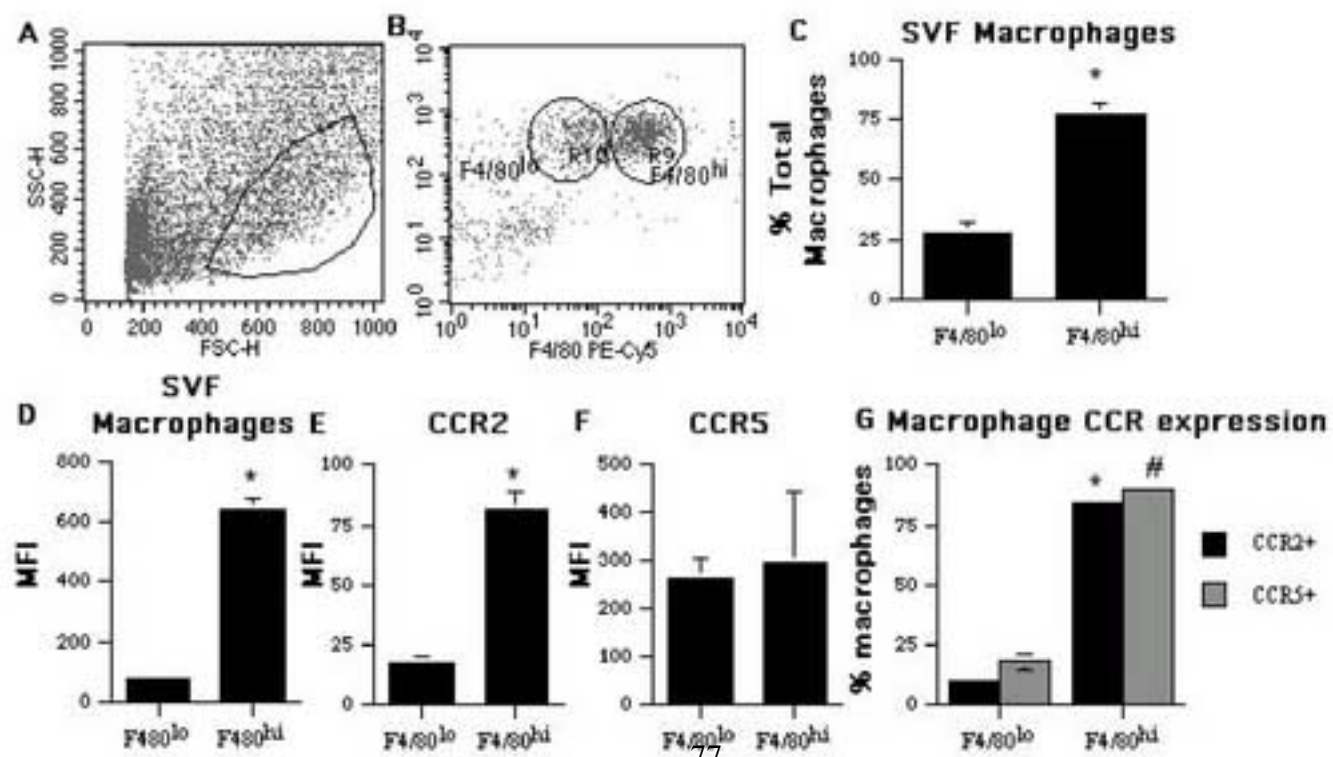 A
SSC-H
1000
800
600
400
200
0
0 200 400 600 800 1000
FSC-H
B
10^4
10^3
10^2
10^1
10^0
F4/80lo
R10
R9
F4/80hi
10^0 10^1 10^2 10^3 10^4
F4/80 PE-Cy5
C SVF Macrophages
% Total
Macrophages
100
75
50
25
0
*
F4/80lo F4/80hi
D SVF
Macrophages
MFI
800
600
400
200
0
*
F480lo F480hi
E CCR2
MFI
100
75
50
25
0
*
F4/80lo F4/80hi
F CCR5
MFI
500
400
300
200
100
0
F4/80lo F4/80hi
G Macrophage CCR expression
% macrophages
100
75
50
25
0
* #
F4/80lo F4/80hi
CCR2+
CCR5+
77